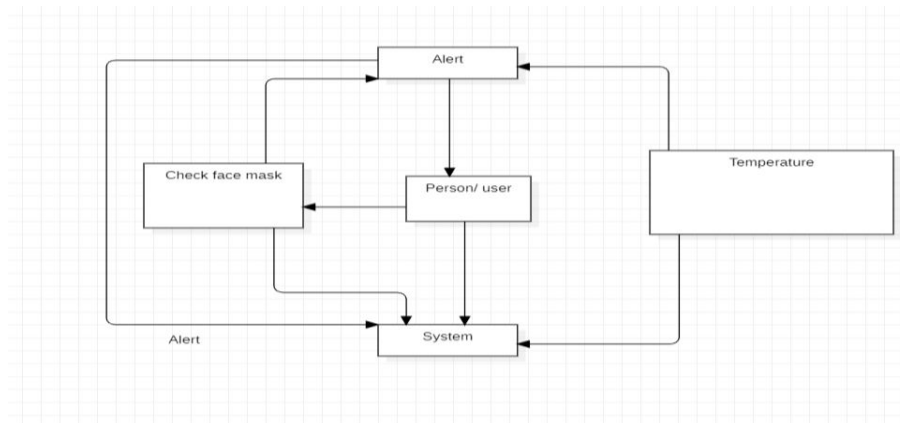 Alert
Temperature
Check face mask
Person/ user
System
Alert